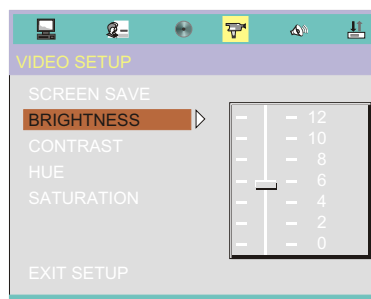 VIDEO SETUP
SCREEN SAVE
BRIGHTNESS
CONTRAST
HUE
SATURATION
EXIT SETUP
12
10
8
6
4
2
0